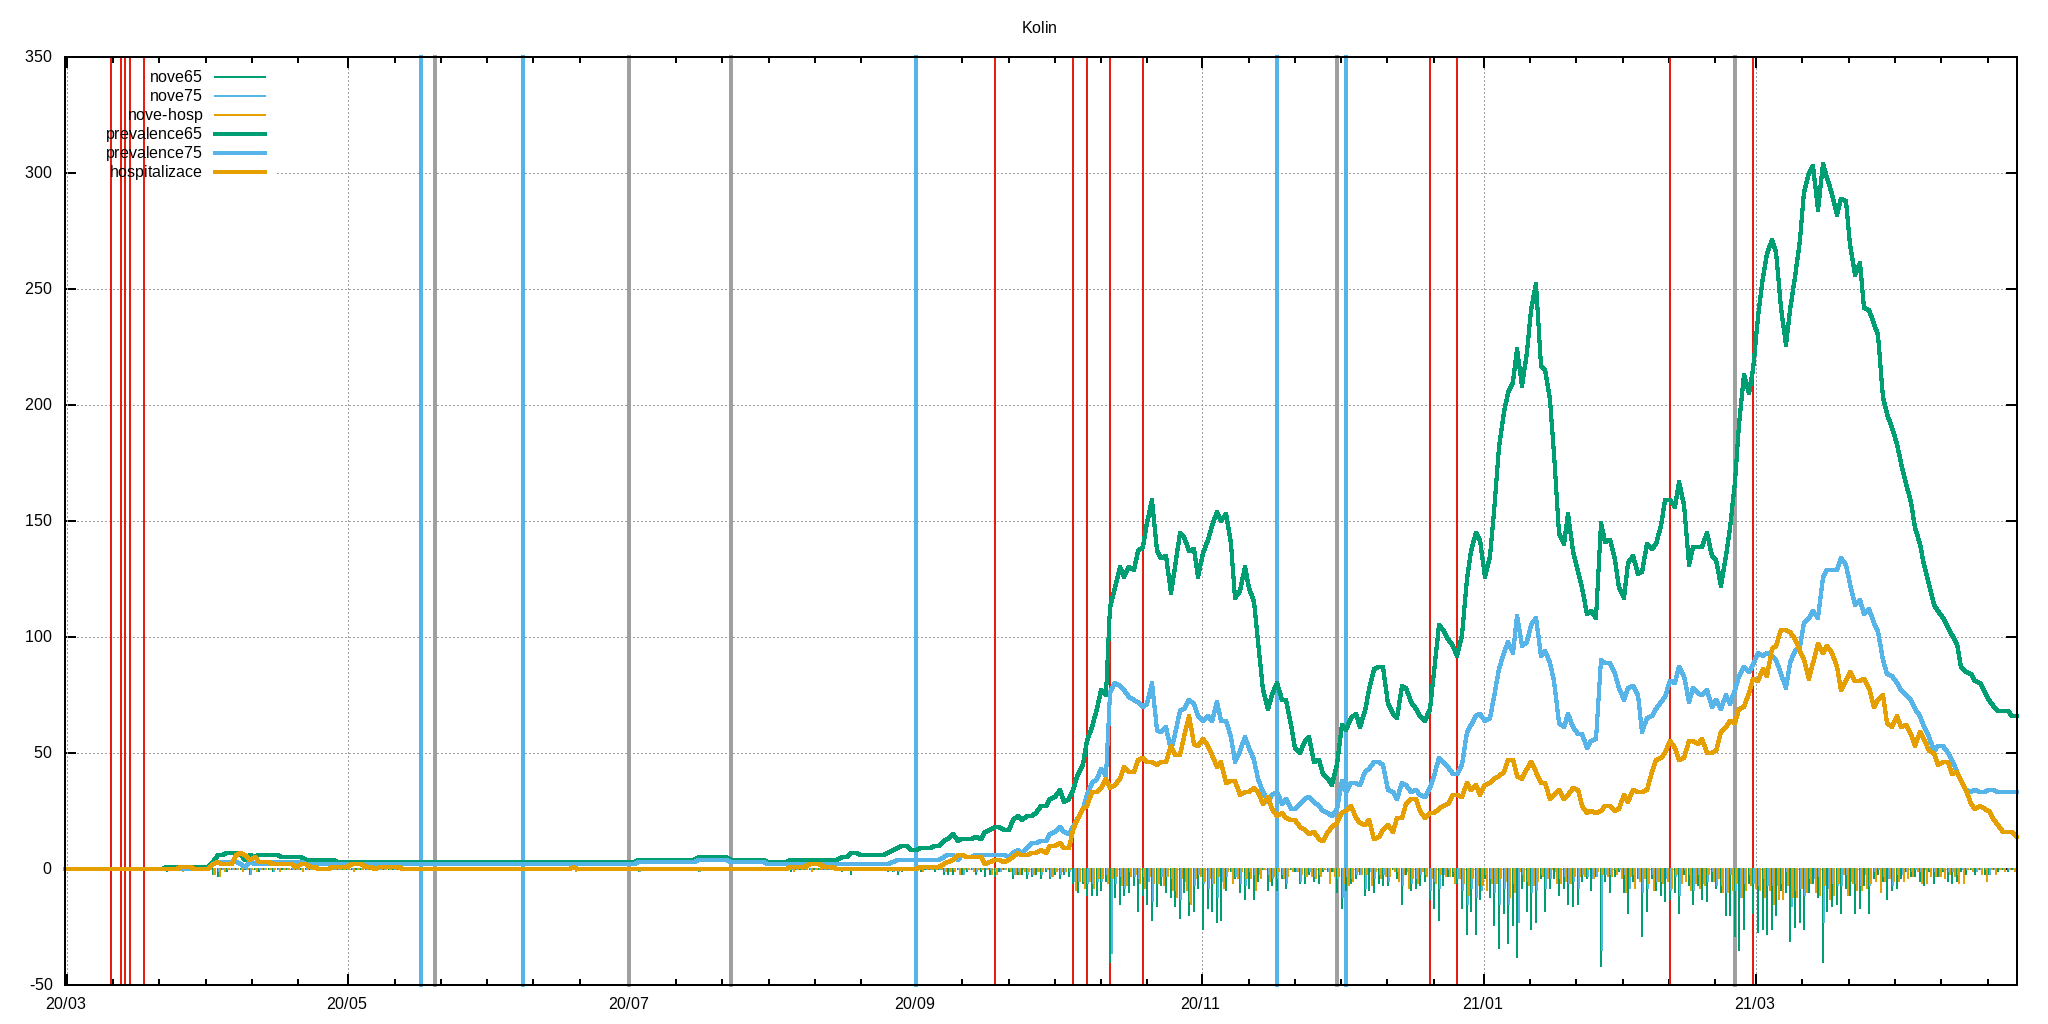 Kolin
350
300
250
200
150
100
50
0
-50
nove65
nove75
nove-hosp
prevalence65
prevalence75
hospitalizace
20/03 20/05 20/07 20/09 20/11 21/01 21/03